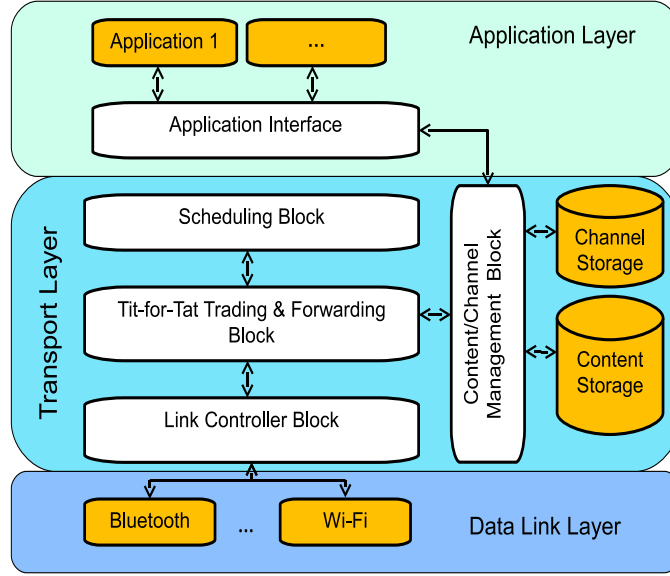 Application 1
...
Application Layer
Application Interface
Transport Layer
Scheduling Block
Tit-for-Tat Trading & Forwarding
Block
Link Controller Block
Content/Channel
Management Block
Channel
Storage
Content
Storage
Bluetooth
...
Wi-Fi
Data Link Layer